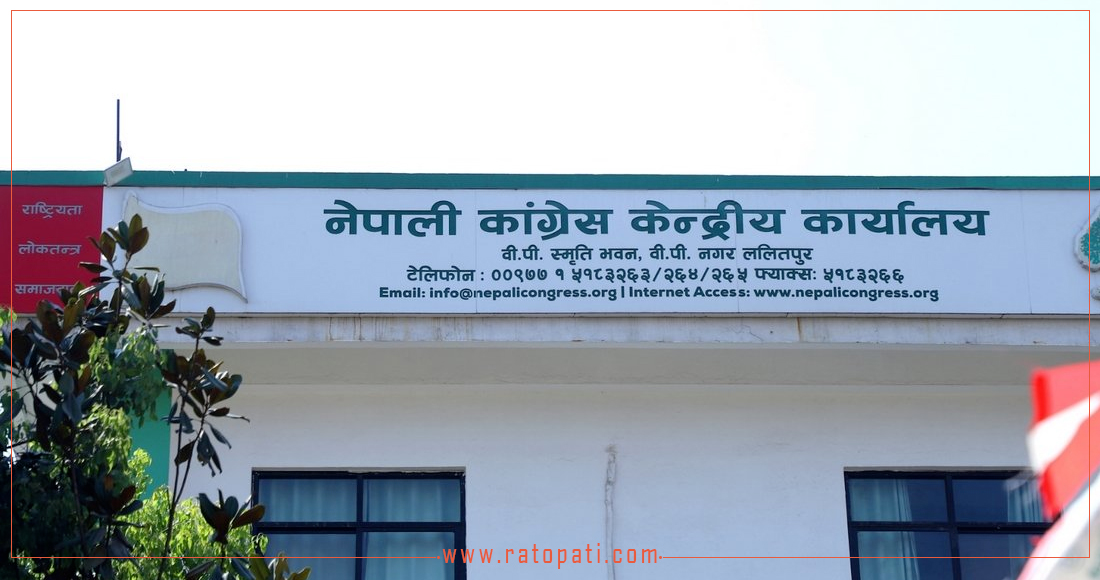 राष्ट्रियता
लोकतन्त्र
नेपाली कांग्रेस केन्द्रीय कार्यालय
वी.पी. स्मृति भवन, वी.पी. नगर ललितपुर
टेलिफोन : ००९७७ १ ५१८३२६३/२६४/२६५ फ्याक्स: ५१८३२६६
Email: info@nepalicongress.org | Internet Access: www.nepalicongress.org
www.ratopati.com